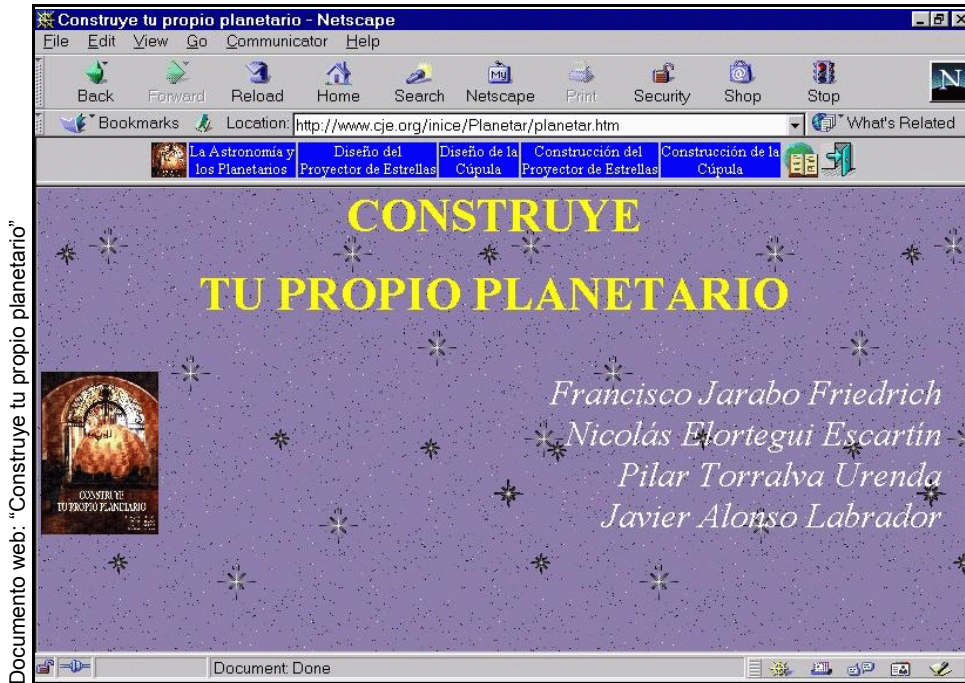 Documento web: “Construye tu propio planetario”
Construye tu propio planetario - Netscape
File Edit View Go Communicator Help
Back Forward Reload Home Search Netscape Print Security Shop Stop
My
N
Bookmarks Location: http://www.cje.org/inice/Planetar/planetar.htm What's Related
La Astronomía y los Planetarios
Diseño del Proyector de Estrellas
Diseño de la Cúpula
Construcción del Proyector de Estrellas
Construcción de la Cúpula
CONSTRUYE
TU PROPIO PLANETARIO
Francisco Jarabo Friedrich
Nicolás Elortegui Escartín
Pilar Torralva Urenda
Javier Alonso Labrador
CONSTRUYE
TU PROPIO PLANETARIO
Document: Done